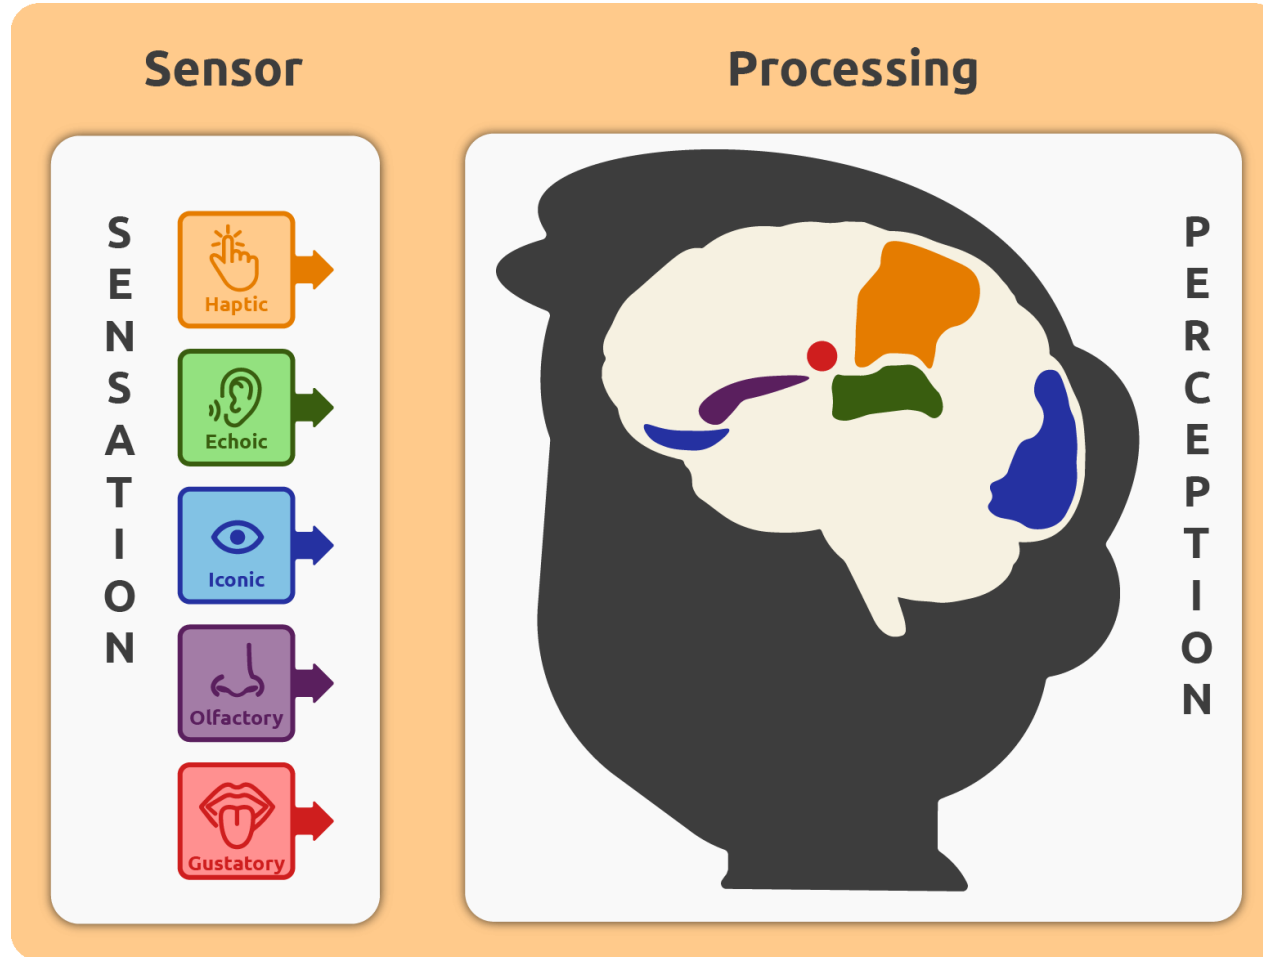 Sensor
Processing
SENSATION
Haptic
Echoic
Iconic
Olfactory
Gustatory
PERCEPTION